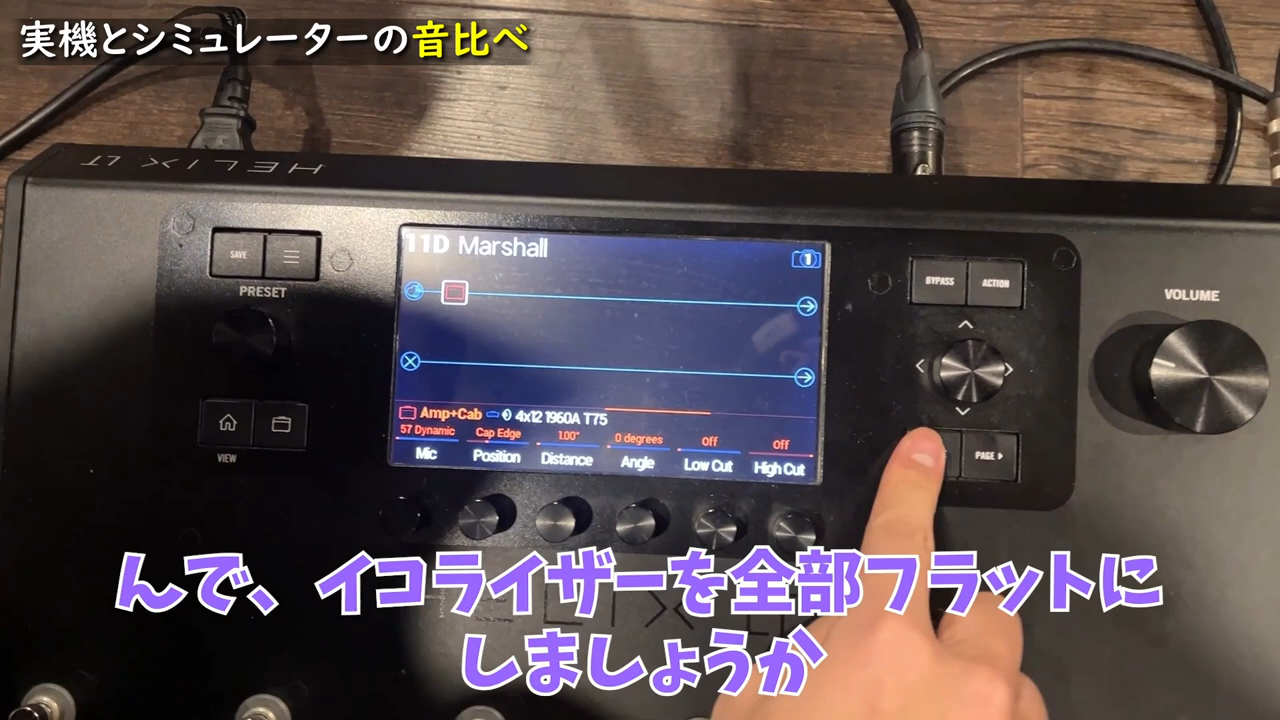 実機とシミュレーターの音比べ
HELIX LT
SAVE
PRESET
VIEW
11D Marshall
1
Amp+Cab 4x12 1960A T75
57 Dynamic Cap Edge 1.00" 0 degrees Off Off
Mic Position Distance Angle Low Cut High Cut
BYPASS ACTION
PAGE
VOLUME
んで、イコライザーを全部フラットに
しましょうか